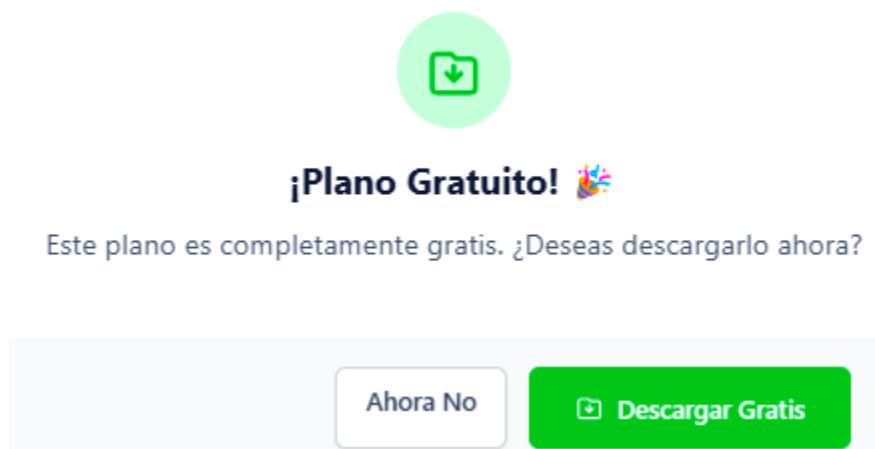 ¡Plano Gratuito! 🎉
Este plano es completamente gratis. ¿Deseas descargarlo ahora?
Ahora No
Descargar Gratis